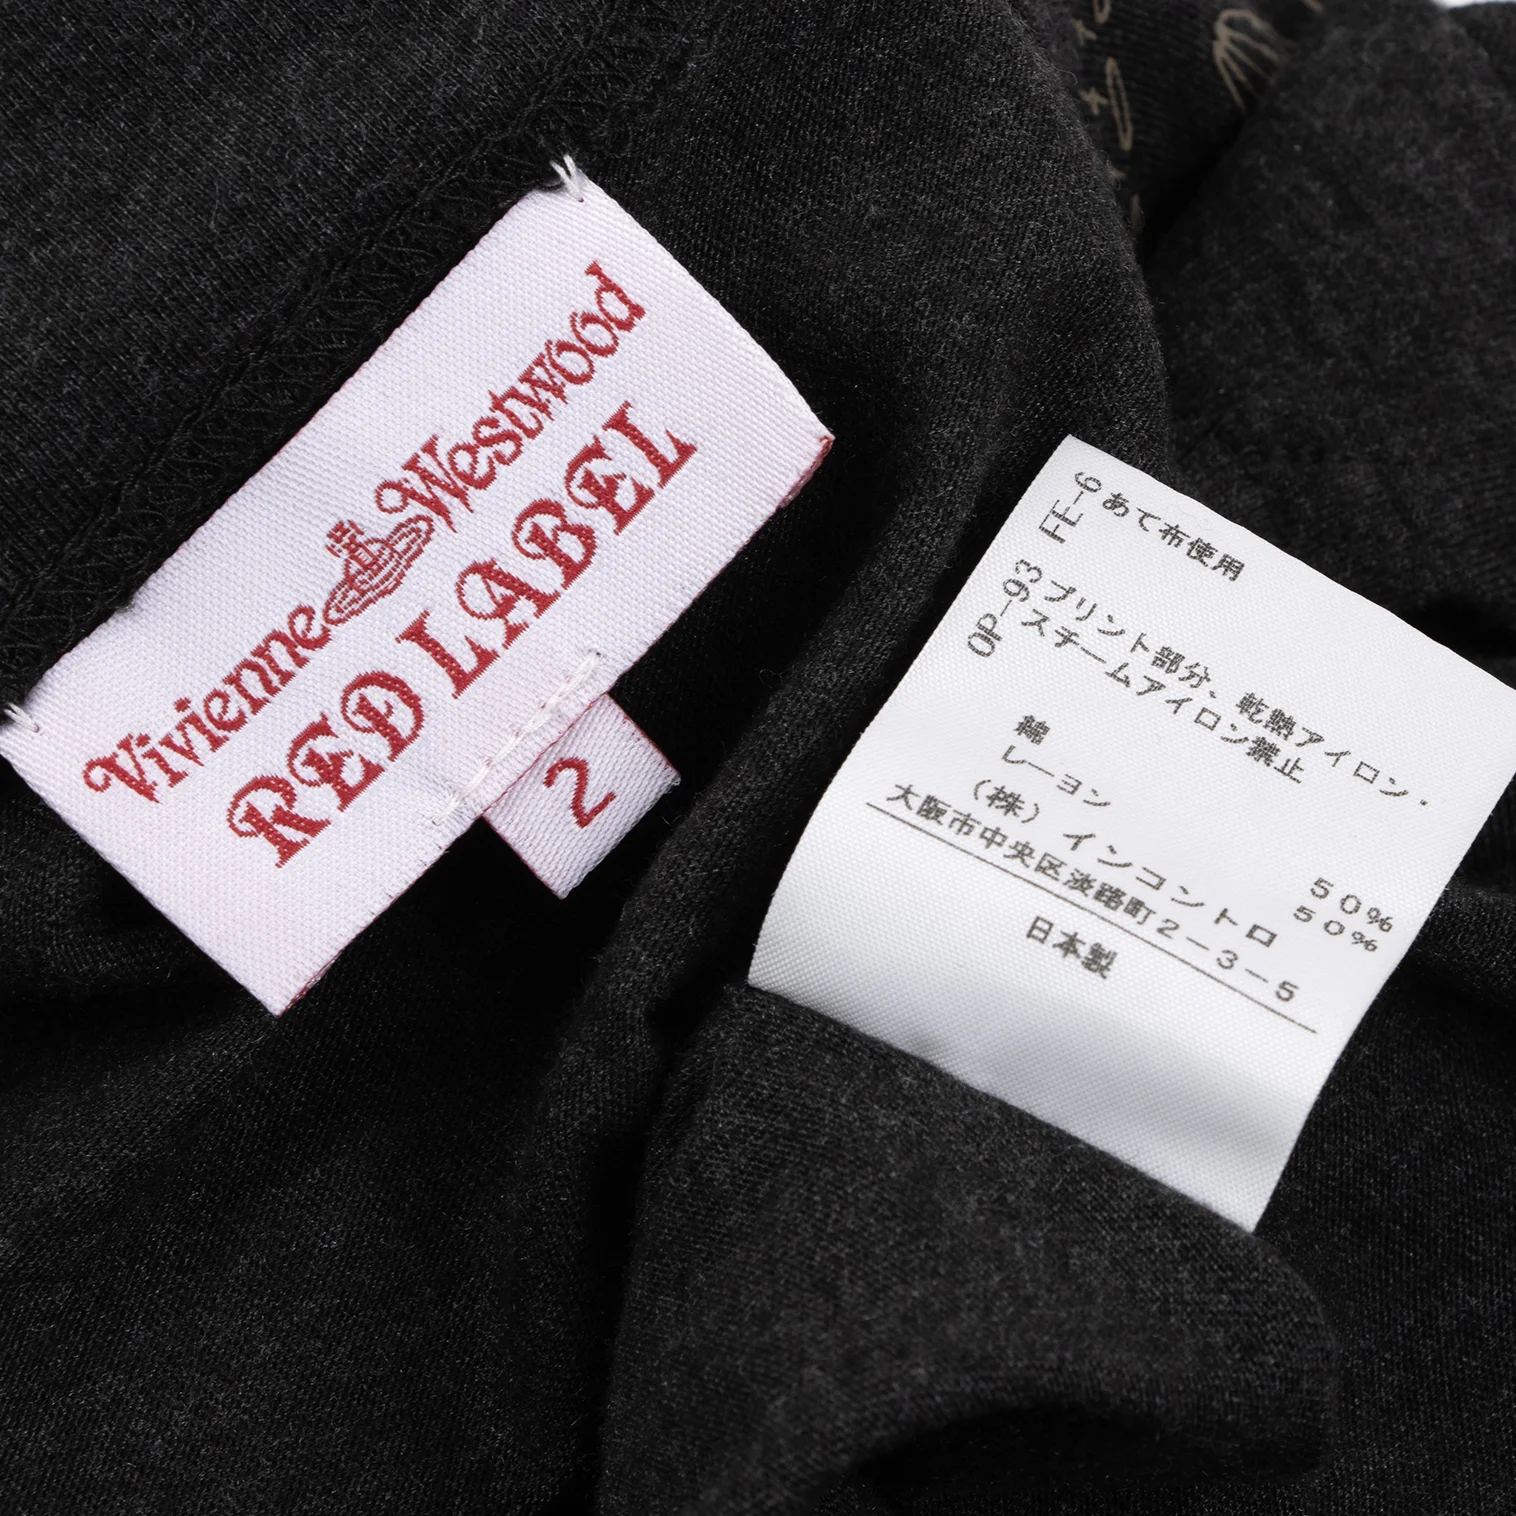 Vivienne Westwood
RED LABEL
2
FE-6 あて布使用
OP-93 プリント部分、乾熱アイロン・
スチームアイロン禁止
綿 50%
レーヨン 50%
(株)インコントロ
大阪市中央区淡路町2-3-5
日本製